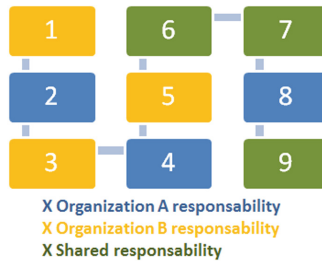 1 6 7
2 5 8
3 4 9
X Organization A responsability
X Organization B responsability
X Shared responsability